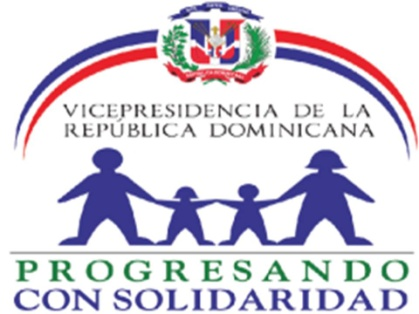 VICEPRESIDENCIA DE LA
REPÚBLICA DOMINICANA
PROGRESANDO
CON SOLIDARIDAD